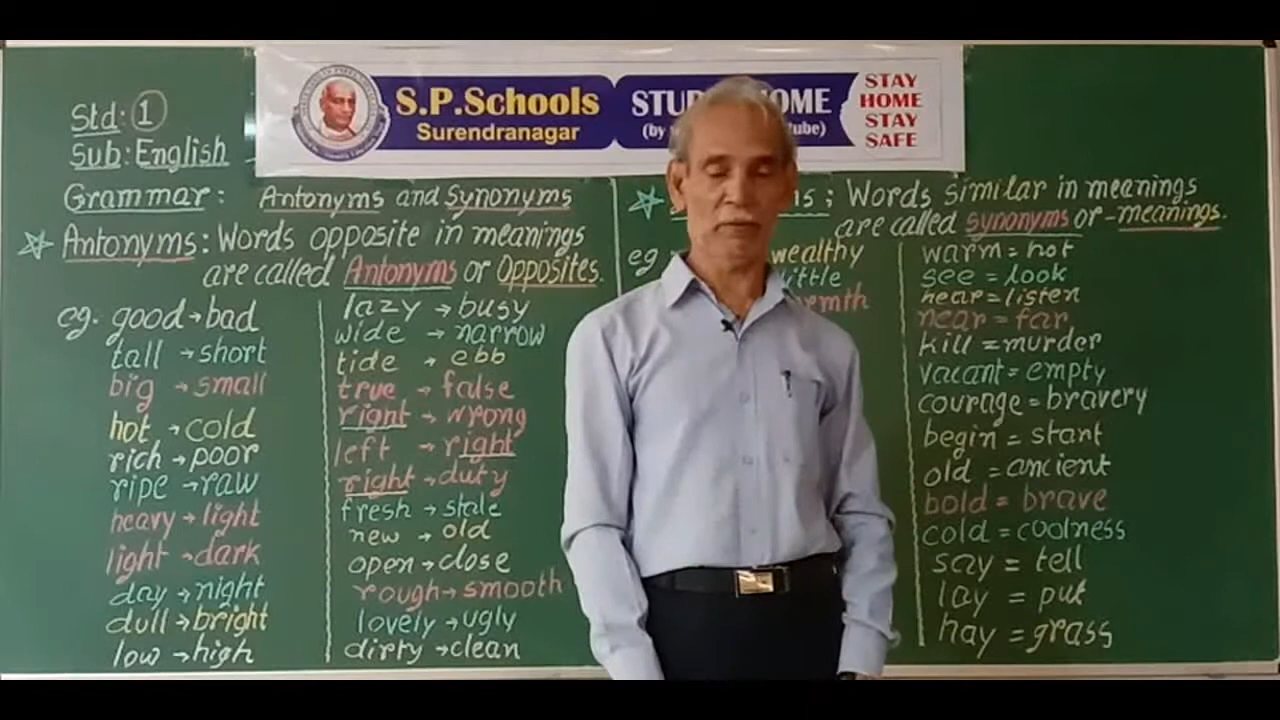 S.P.Schools
Surendranagar
HOME
(by
STAY
HOME
STAY
SAFE
Std: 1
Sub: English
Grammar: Antonyms and Synonyms
Antonyms: Words opposite in meanings
are called Antonyms or Opposites.
eg. good → bad
tall → short
big → small
hot → cold
rich → poor
ripe → raw
heavy → light
light → dark
day → night
dull → bright
low → high
lazy → busy
wide → narrow
tide → ebb
true → false
right → wrong
left → right
right → duty
fresh → stale
new → old
open → close
rough → smooth
lovely → ugly
dirty → clean
: Words similar in meanings
are called synonyms or -meanings.
eg wealthy
little
warm = hot
see = look
hear = listen
near = far
kill = murder
vacant = empty
courage = bravery
begin = start
old = ancient
bold = brave
cold = coolness
say = tell
lay = put
hay = grass